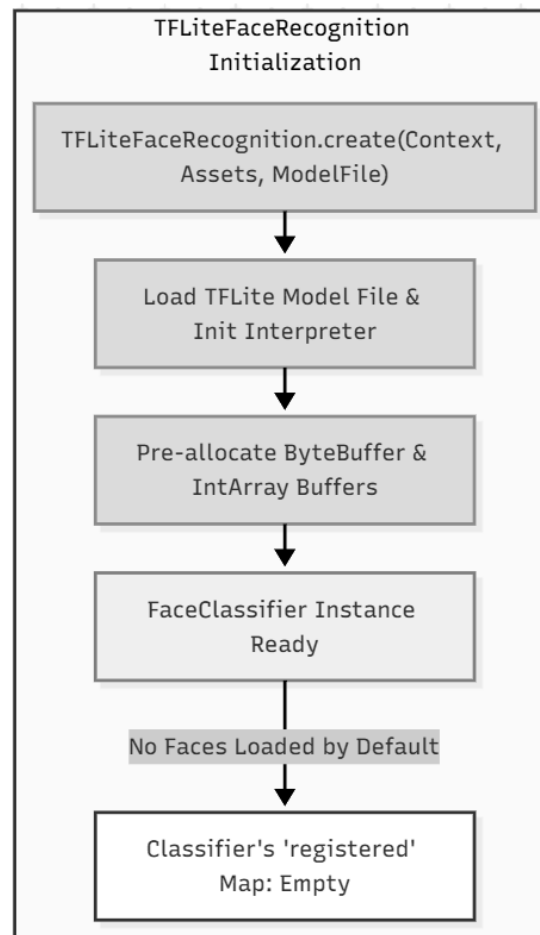 TFLiteFaceRecognition
Initialization
TFLiteFaceRecognition.create(Context,
Assets, ModelFile)
Load TFLite Model File &
Init Interpreter
Pre-allocate ByteBuffer &
IntArray Buffers
FaceClassifier Instance
Ready
No Faces Loaded by Default
Classifier's 'registered'
Map: Empty